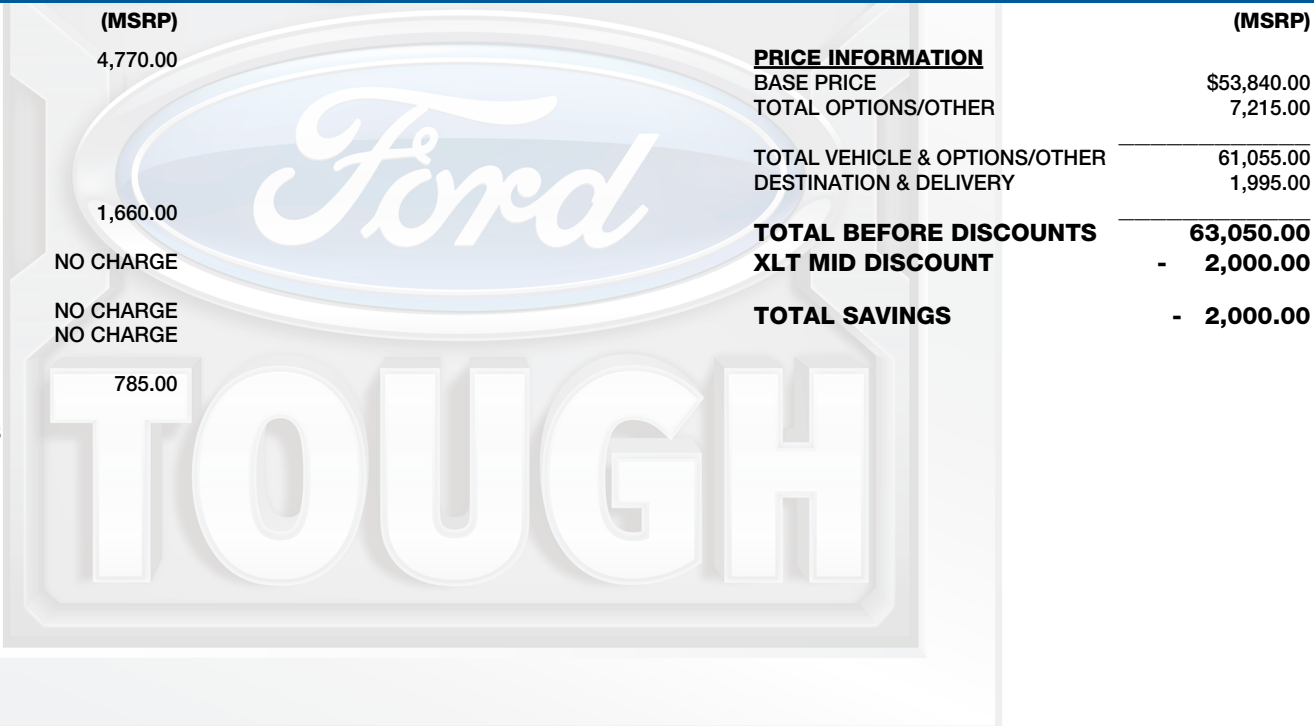 (MSRP)
4,770.00
1,660.00
NO CHARGE
NO CHARGE
NO CHARGE
785.00
Ford
TOUGH
(MSRP)
PRICE INFORMATION
BASE PRICE $53,840.00
TOTAL OPTIONS/OTHER 7,215.00
TOTAL VEHICLE & OPTIONS/OTHER 61,055.00
DESTINATION & DELIVERY 1,995.00
TOTAL BEFORE DISCOUNTS 63,050.00
XLT MID DISCOUNT - 2,000.00
TOTAL SAVINGS - 2,000.00